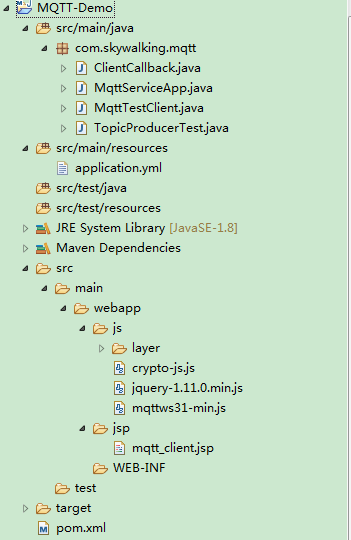 MQTT-Demo
src/main/java
com.skywalking.mqtt
ClientCallback.java
MqttServiceApp.java
MqttTestClient.java
TopicProducerTest.java
src/main/resources
application.yml
src/test/java
src/test/resources
JRE System Library [JavaSE-1.8]
Maven Dependencies
src
main
webapp
js
layer
crypto-js.js
jquery-1.11.0.min.js
mqttws31-min.js
jsp
mqtt_client.jsp
WEB-INF
test
target
pom.xml